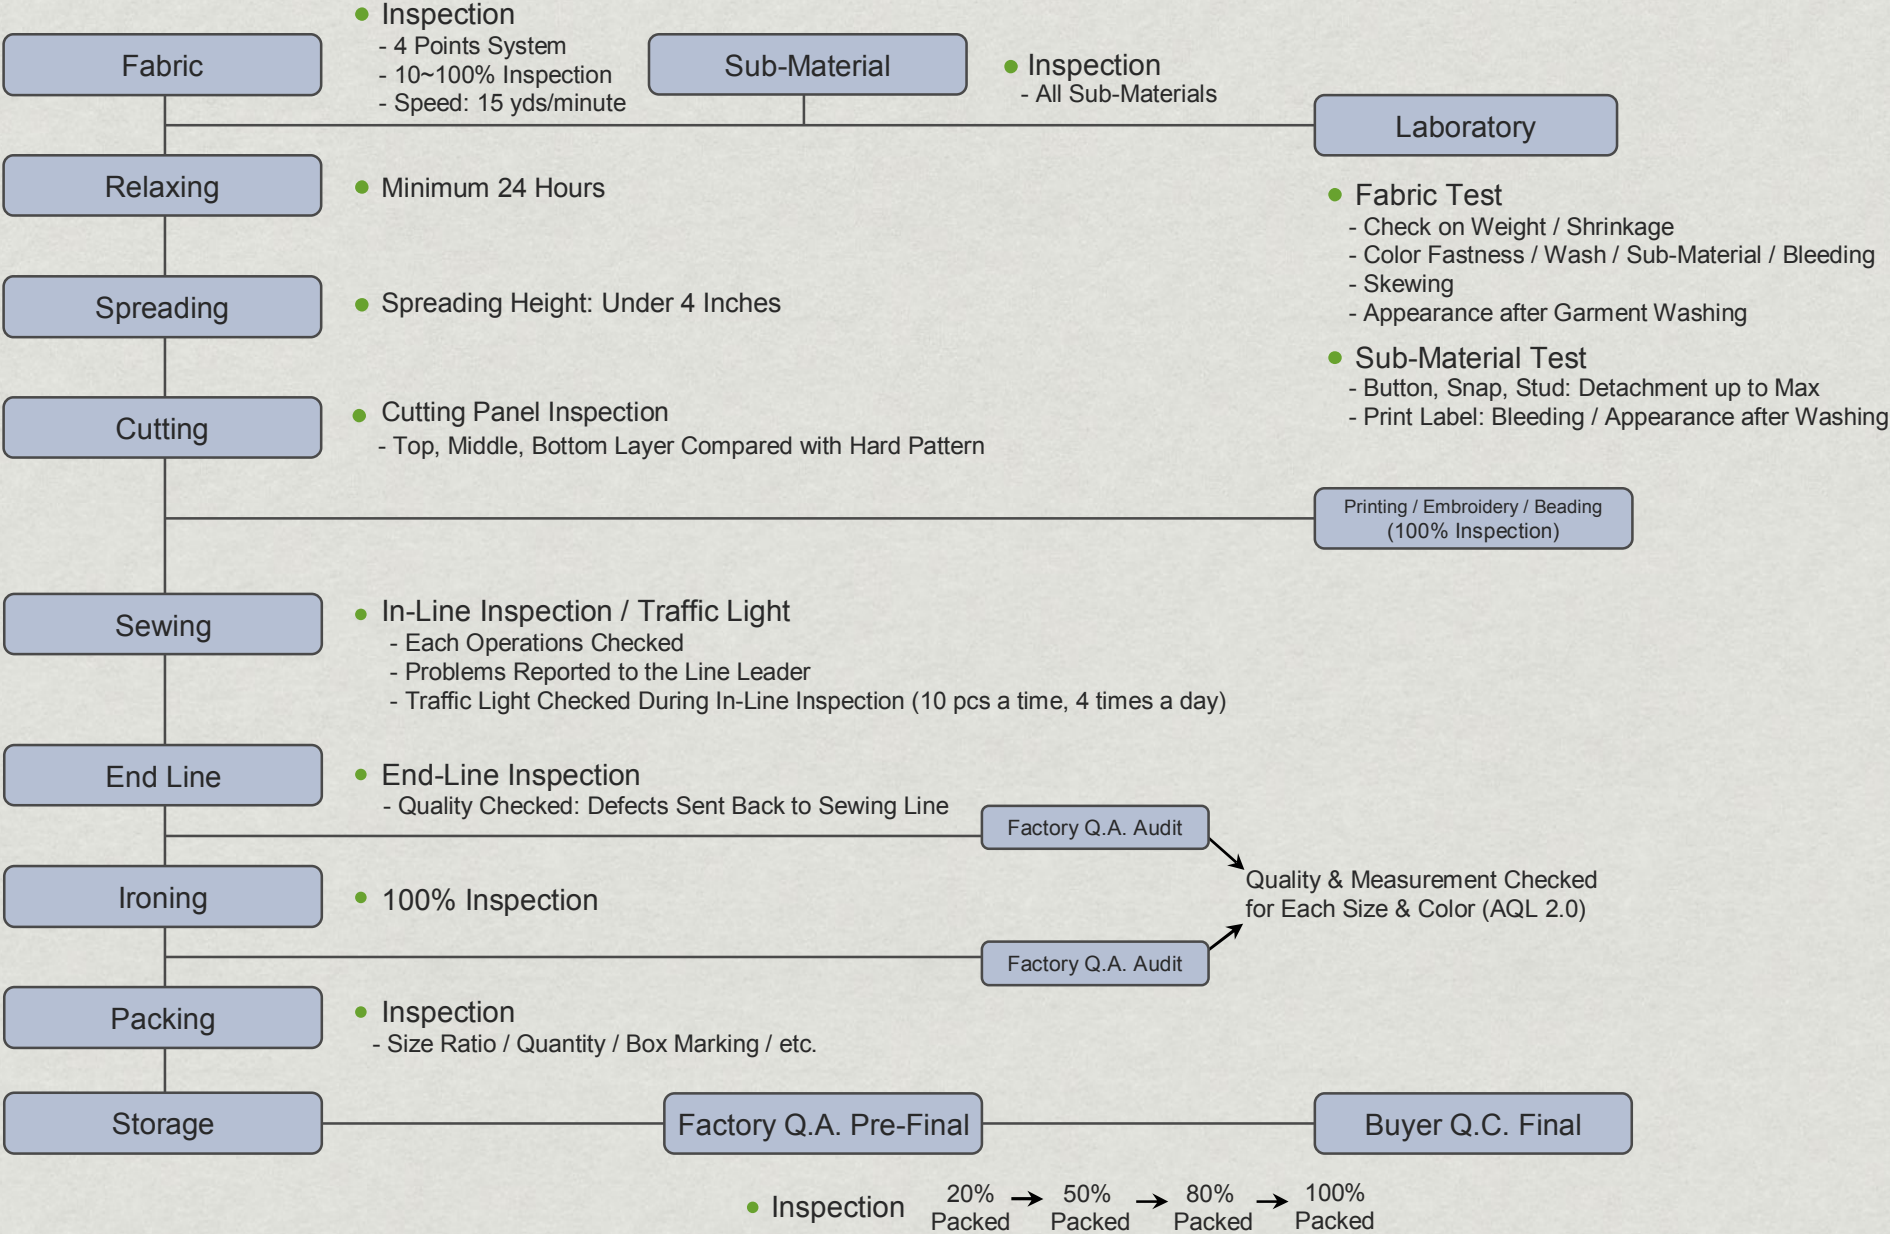 Fabric
• Inspection
- 4 Points System
- 10~100% Inspection
- Speed: 15 yds/minute
Sub-Material
• Inspection
- All Sub-Materials
Laboratory
• Fabric Test
- Check on Weight / Shrinkage
- Color Fastness / Wash / Sub-Material / Bleeding
- Skewing
- Appearance after Garment Washing
• Sub-Material Test
- Button, Snap, Stud: Detachment up to Max
- Print Label: Bleeding / Appearance after Washing
Relaxing
• Minimum 24 Hours
Spreading
• Spreading Height: Under 4 Inches
Cutting
• Cutting Panel Inspection
- Top, Middle, Bottom Layer Compared with Hard Pattern
Printing / Embroidery / Beading
(100% Inspection)
Sewing
• In-Line Inspection / Traffic Light
- Each Operations Checked
- Problems Reported to the Line Leader
- Traffic Light Checked During In-Line Inspection (10 pcs a time, 4 times a day)
End Line
• End-Line Inspection
- Quality Checked: Defects Sent Back to Sewing Line
Factory Q.A. Audit
Quality & Measurement Checked
for Each Size & Color (AQL 2.0)
Ironing
• 100% Inspection
Factory Q.A. Audit
Packing
• Inspection
- Size Ratio / Quantity / Box Marking / etc.
Storage
Factory Q.A. Pre-Final
Buyer Q.C. Final
• Inspection
20%
Packed
50%
Packed
80%
Packed
100%
Packed